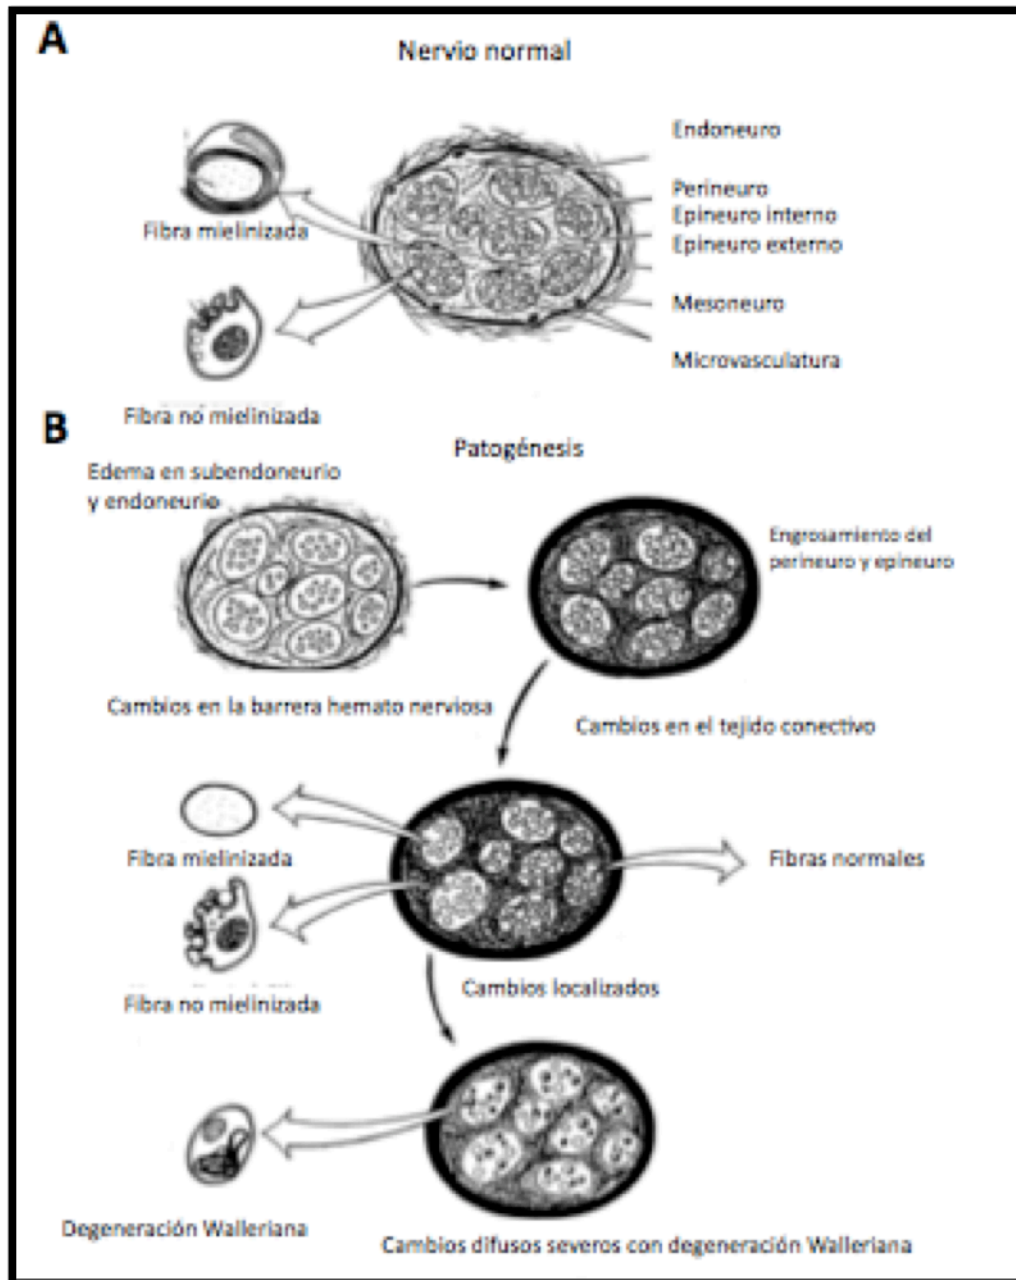 A
Nervio normal
Endoneuro
Perineuro
Epineuro interno
Epineuro externo
Mesoneuro
Microvasculatura
Fibra mielinizada
Fibra no mielinizada
B
Patogénesis
Edema en subendoneurio
y endoneurio
Engrosamiento del
perineuro y epineuro
Cambios en la barrera hemato nerviosa
Cambios en el tejido conectivo
Fibra mielinizada
Fibras normales
Fibra no mielinizada
Cambios localizados
Degeneración Walleriana
Cambios difusos severos con degeneración Walleriana